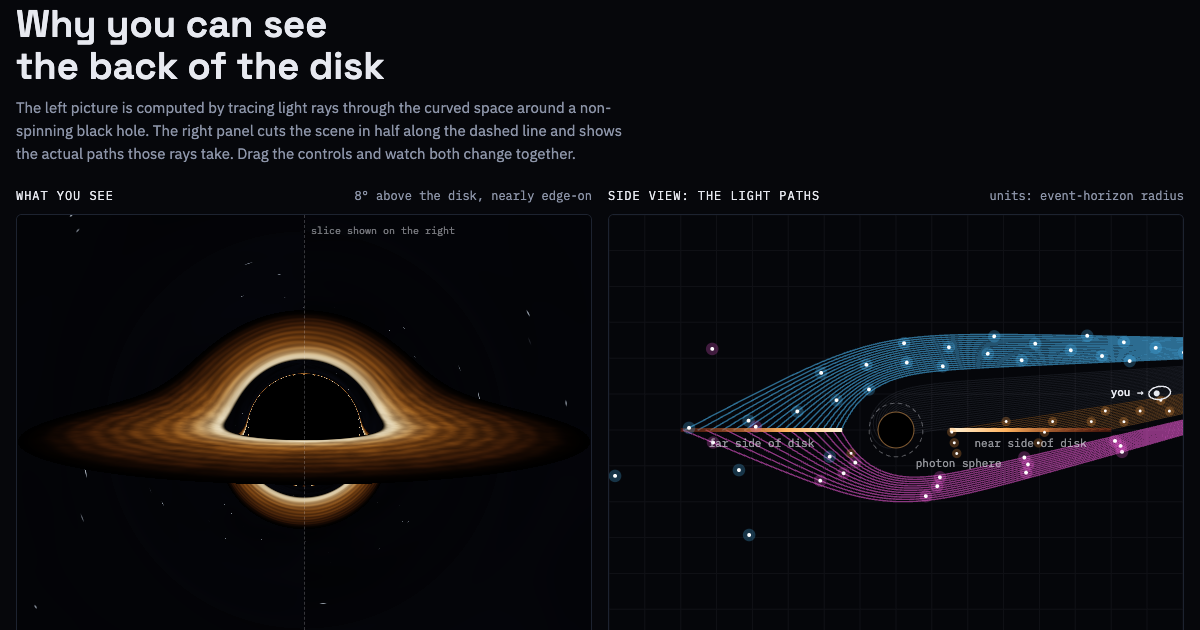 Why you can see
the back of the disk
The left picture is computed by tracing light rays through the curved space around a non-
spinning black hole. The right panel cuts the scene in half along the dashed line and shows
the actual paths those rays take. Drag the controls and watch both change together.
WHAT YOU SEE
8° above the disk, nearly edge-on
SIDE VIEW: THE LIGHT PATHS
units: event-horizon radius
slice shown on the right
you →
far side of disk
near side of disk
photon sphere